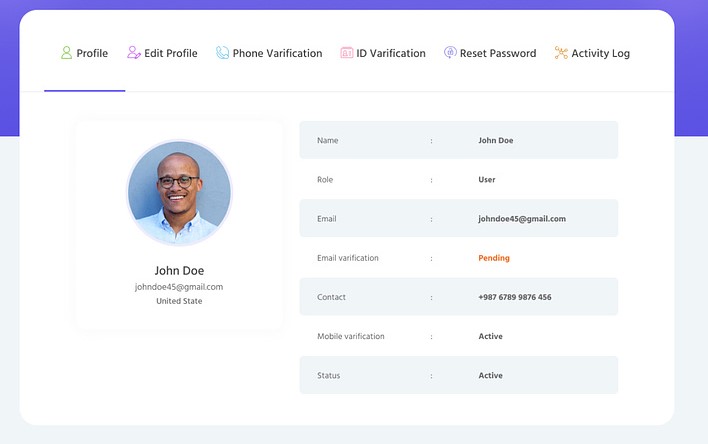 Profile Edit Profile Phone Varification ID Varification Reset Password Activity Log
John Doe
johndoe45@gmail.com
United State
Name : John Doe
Role : User
Email : johndoe45@gmail.com
Email varification : Pending
Contact : +987 6789 9876 456
Mobile varification : Active
Status : Active